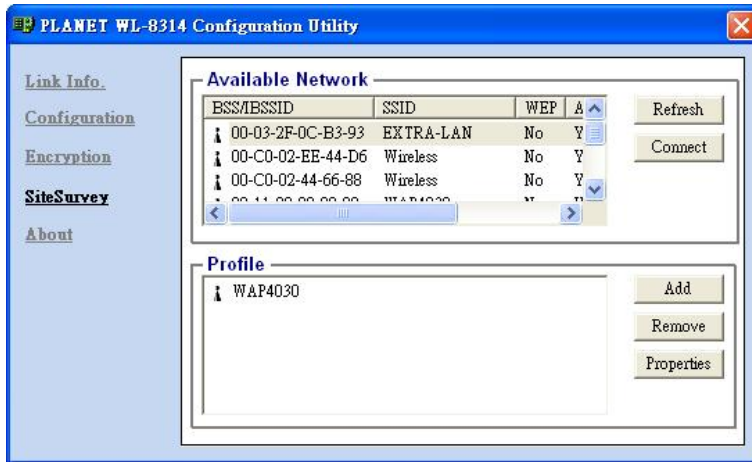 PLANET WL-8314 Configuration Utility
Link Info.
Configuration
Encryption
SiteSurvey
About
Available Network
BSS/IBSSID SSID WEP A
00-03-2F-0C-B3-93 EXTRA-LAN No Y
00-C0-02-EE-44-D6 Wireless No Y
00-C0-02-44-66-88 Wireless No Y
Refresh
Connect
Profile
WAP4030
Add
Remove
Properties